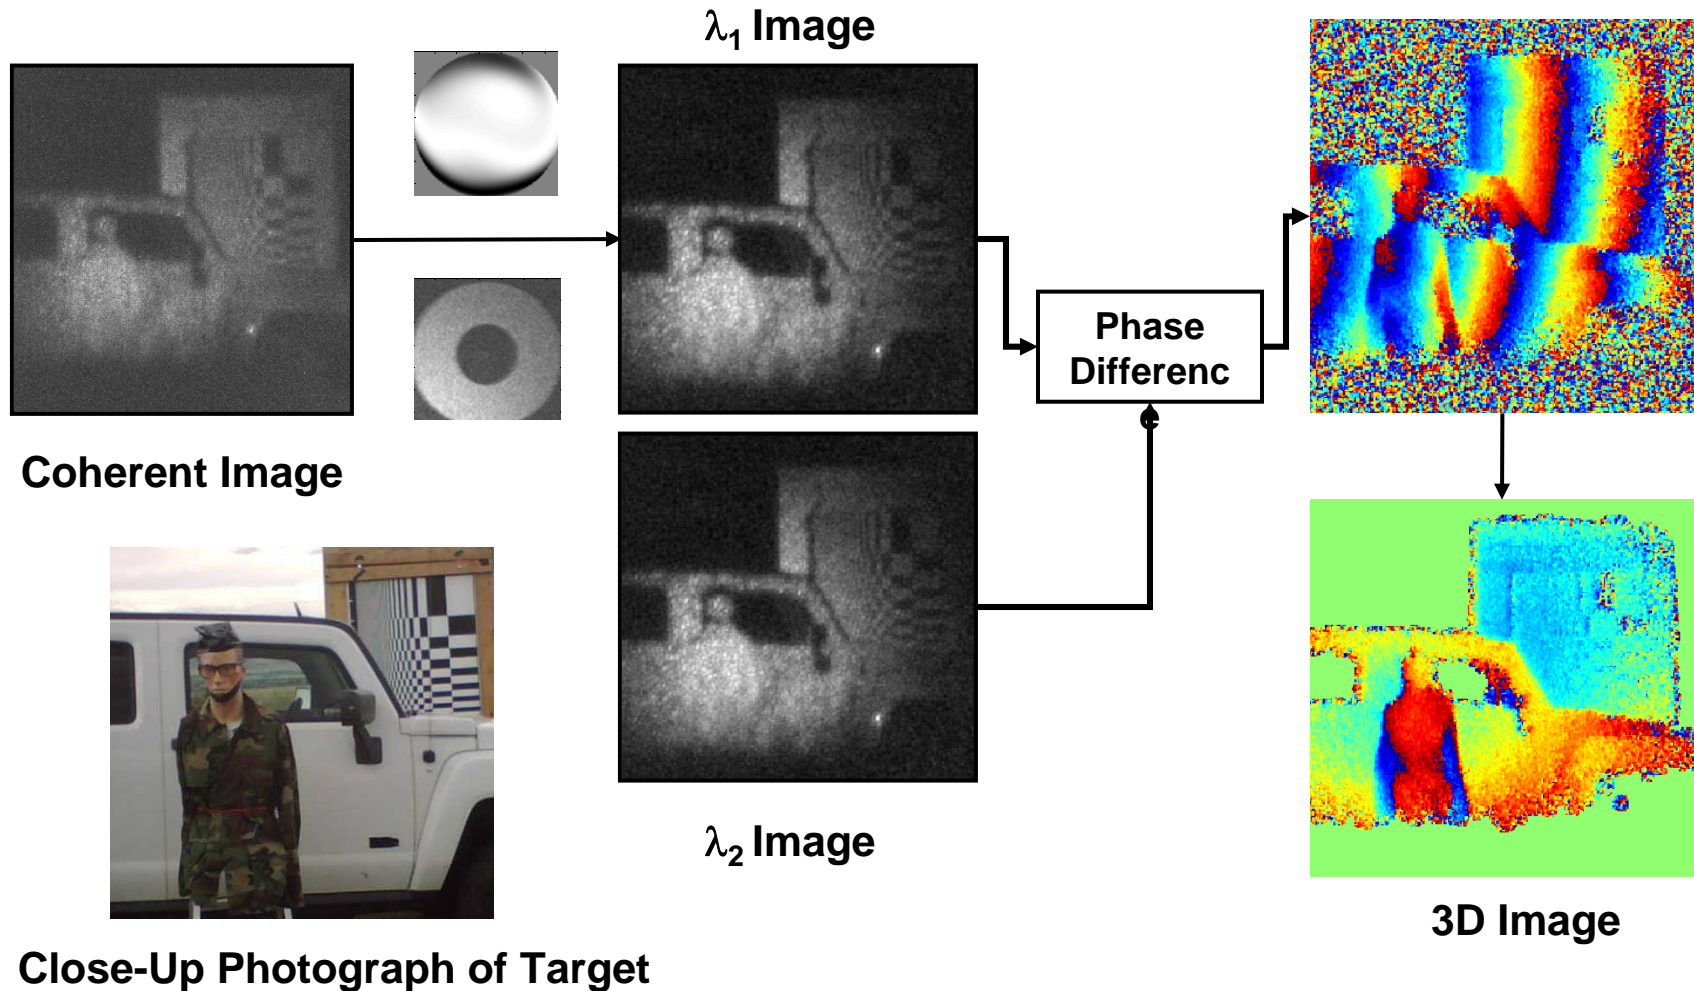 λ1 Image
Coherent Image
Phase
Differenc
e
λ2 Image
3D Image
Close-Up Photograph of Target